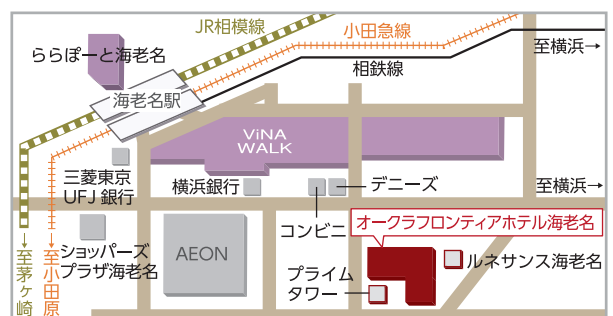 JR相模線
小田急線
ららぽーと海老名
至横浜→
相鉄線
海老名駅
ViNA
WALK
三菱東京
UFJ 銀行
横浜銀行
デニーズ
至横浜→
コンビニ
オークラフロンティアホテル海老名
ショッパーズ
プラザ海老名
AEON
ルネサンス海老名
プライム
タワー
→至茅ヶ崎
→至小田原